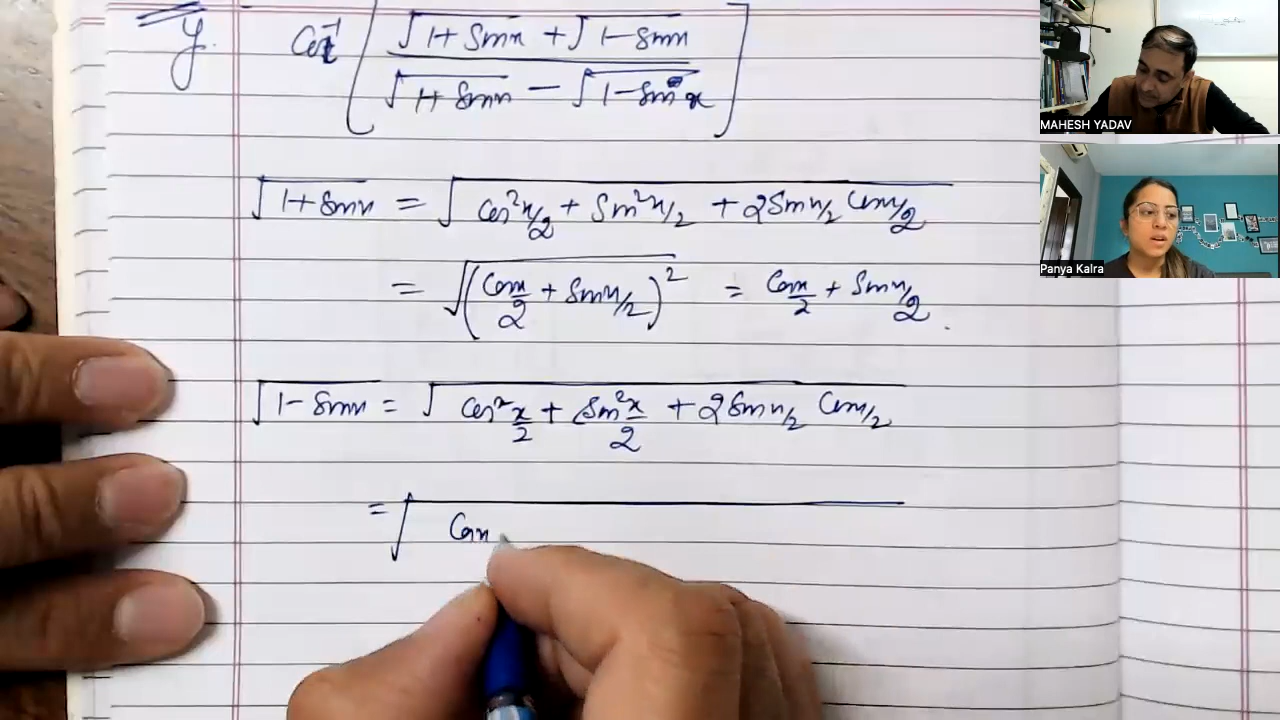 y cot⁻¹ [ (√(1+sinx) + √(1-sinx)) / (√(1+sinx) - √(1-sin x)) ]
MAHESH YADAV
√(1+sinx) = √(cos²x/2 + sin²x/2 + 2sinx/2 cosx/2)
Panya Kalra
= √((cosx/2 + sinx/2)²) = cosx/2 + sinx/2.
√(1-sinx) = √(cos²x/2 + sin²x/2 + 2sinx/2 cosx/2)
= √ cosx